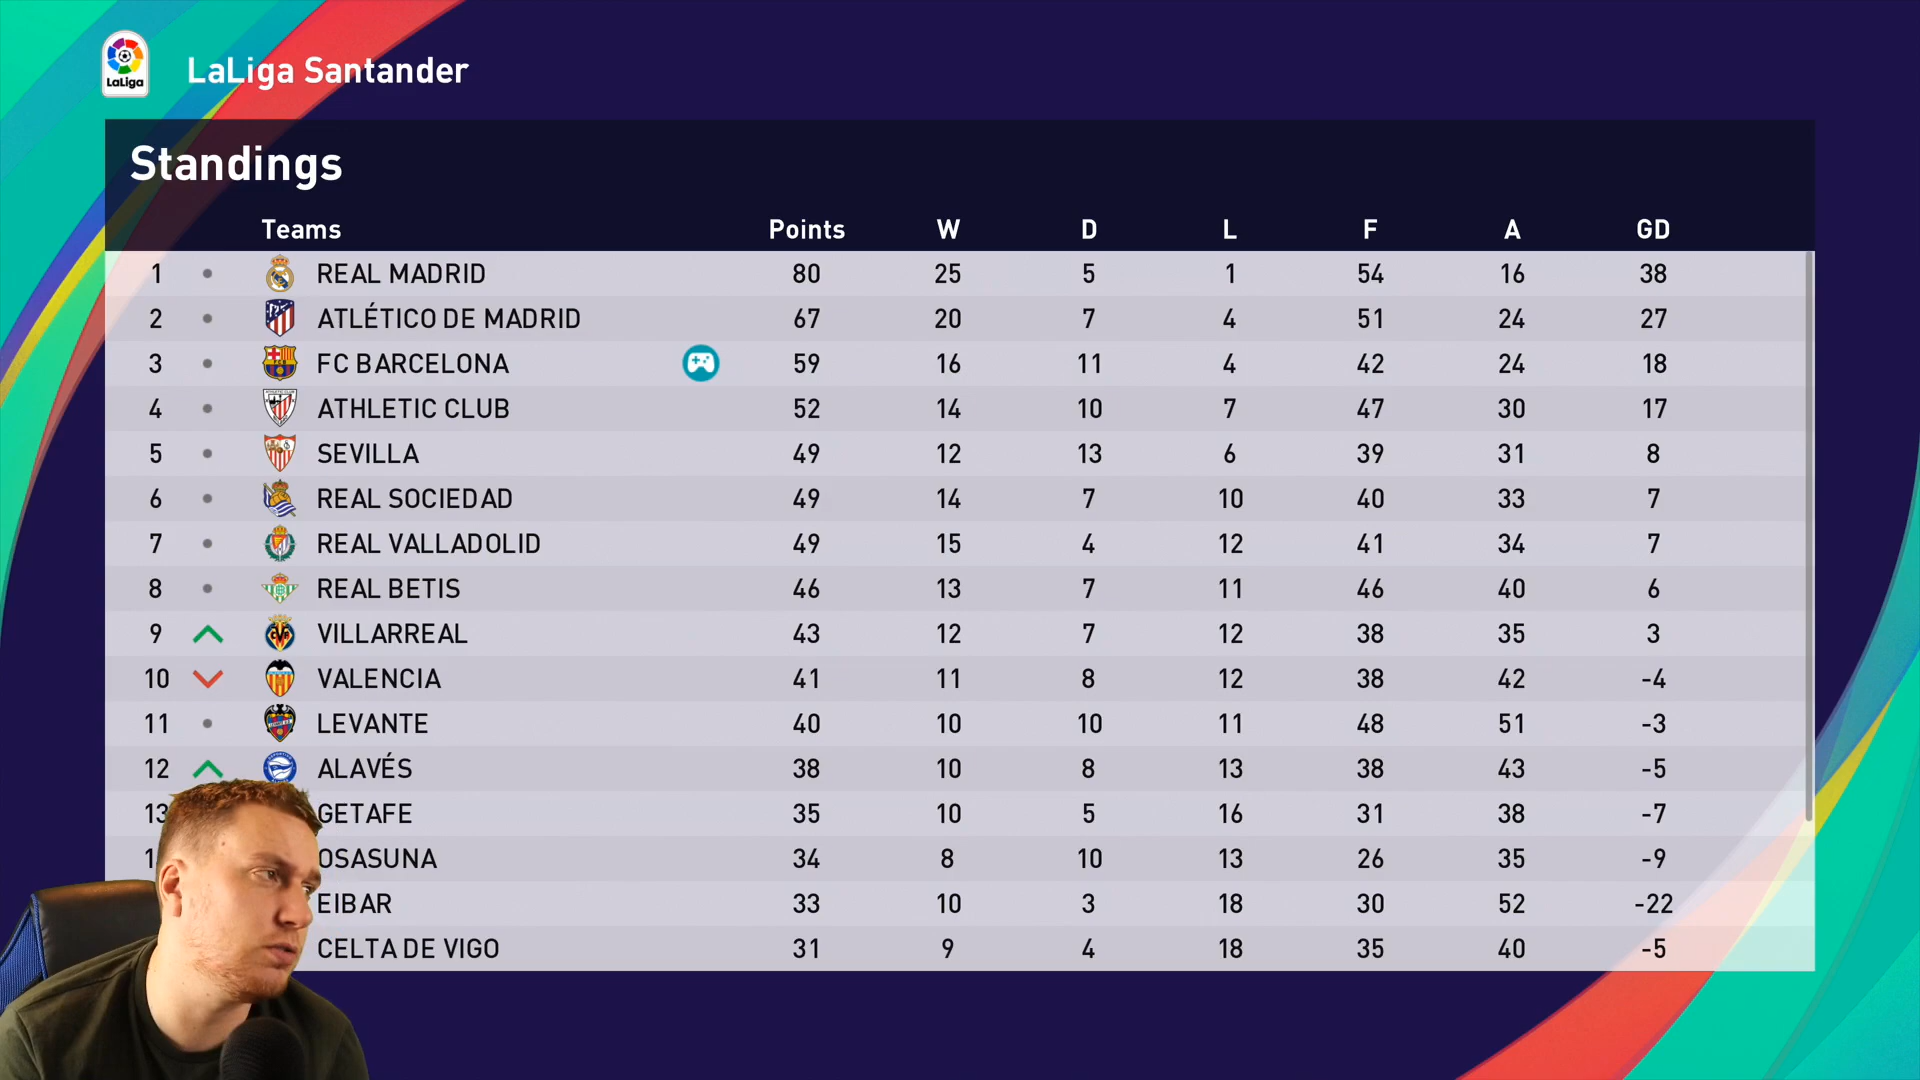 LaLiga
LaLiga Santander
Standings
Teams Points W D L F A GD
1 REAL MADRID 80 25 5 1 54 16 38
2 ATLÉTICO DE MADRID 67 20 7 4 51 24 27
3 FC BARCELONA 59 16 11 4 42 24 18
4 ATHLETIC CLUB 52 14 10 7 47 30 17
5 SEVILLA 49 12 13 6 39 31 8
6 REAL SOCIEDAD 49 14 7 10 40 33 7
7 REAL VALLADOLID 49 15 4 12 41 34 7
8 REAL BETIS 46 13 7 11 46 40 6
9 VILLARREAL 43 12 7 12 38 35 3
10 VALENCIA 41 11 8 12 38 42 -4
11 LEVANTE 40 10 10 11 48 51 -3
12 ALAVÉS 38 10 8 13 38 43 -5
13 GETAFE 35 10 5 16 31 38 -7
OSASUNA 34 8 10 13 26 35 -9
EIBAR 33 10 3 18 30 52 -22
CELTA DE VIGO 31 9 4 18 35 40 -5